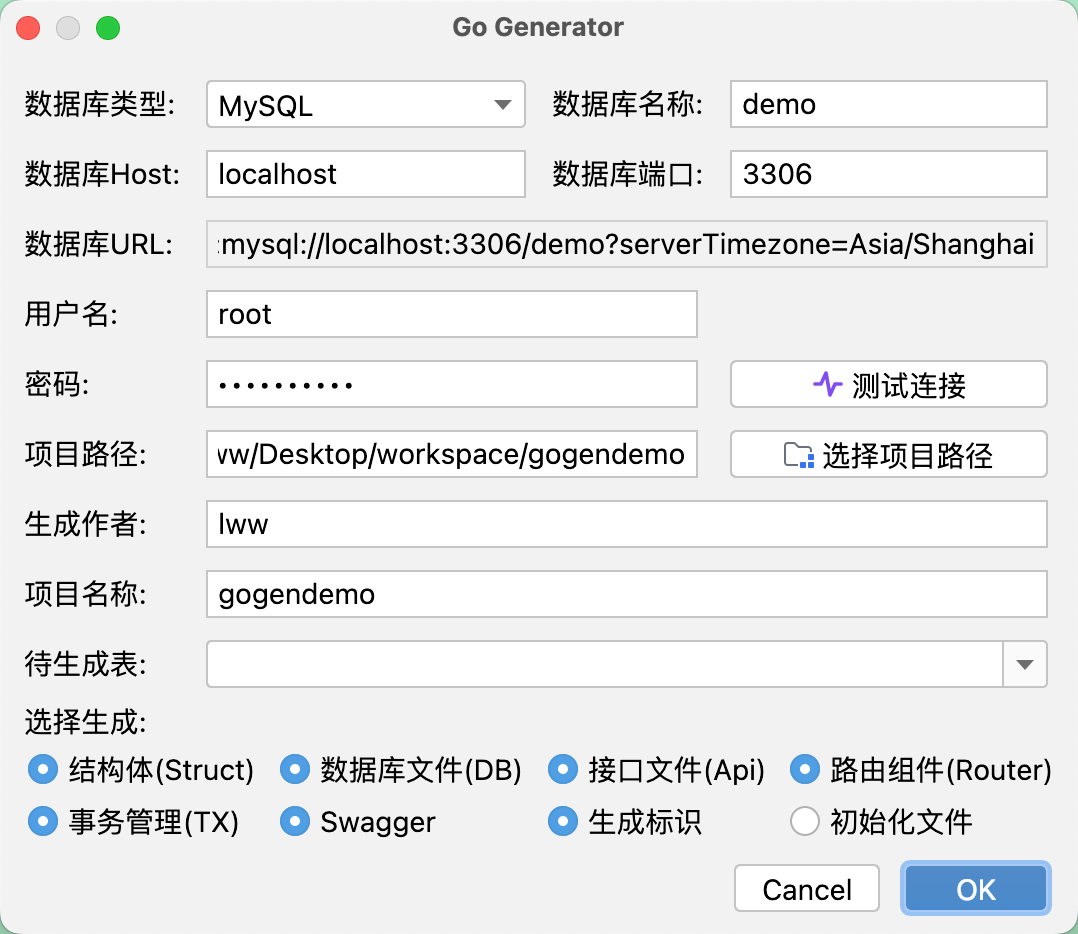 Go Generator
数据库类型: MySQL 数据库名称: demo
数据库Host: localhost 数据库端口: 3306
数据库URL: :mysql://localhost:3306/demo?serverTimezone=Asia/Shanghai
用户名: root
密码: •••••••••• 测试连接
项目路径: ww/Desktop/workspace/gogendemo 选择项目路径
生成作者: lww
项目名称: gogendemo
待生成表:
选择生成:
结构体(Struct) 数据库文件(DB) 接口文件(Api) 路由组件(Router)
事务管理(TX) Swagger 生成标识 初始化文件
Cancel OK